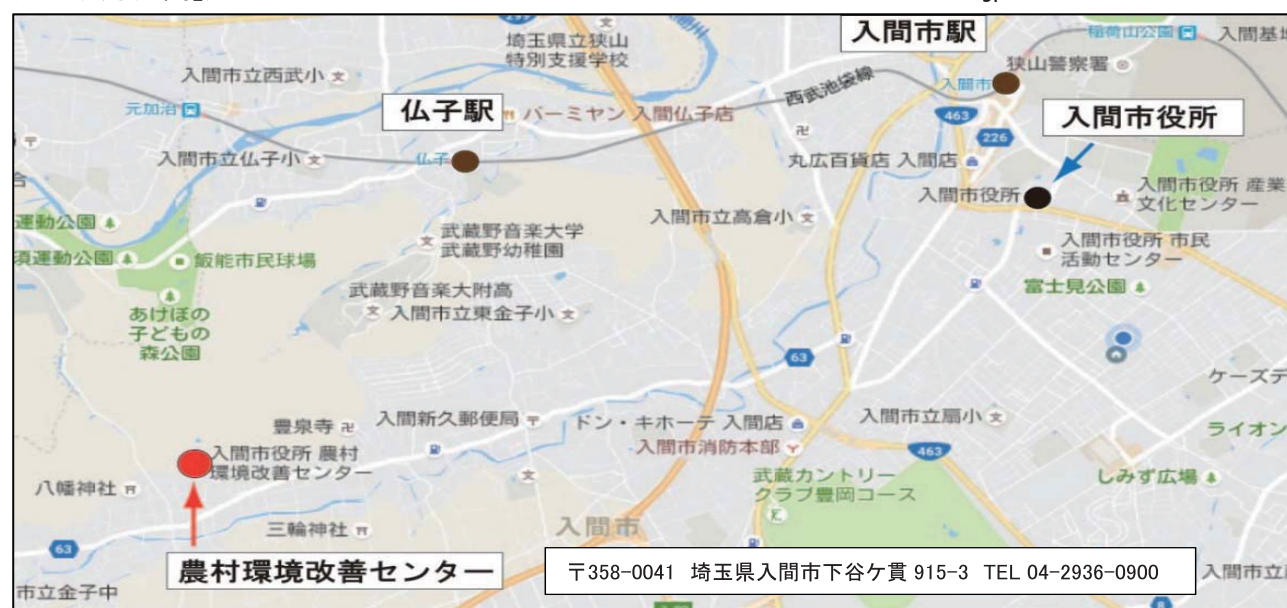 入間市駅
稲荷山公園
入間基地
埼玉県立狭山
特別支援学校
狭山警察署
入間市立西武小
入間市
西武池袋線
仏子駅
元加治
バーミヤン 入間仏子店
463
入間市役所
226
入間市立仏子小
仏子
丸広百貨店 入間店
入間市役所
入間市役所 産業
文化センター
運動公園
入間市立高倉小
武蔵野音楽大学
武蔵野幼稚園
入間市役所 市民
活動センター
須運動公園
飯能市民球場
富士見公園
武蔵野音楽大附高
あけぼの
子どもの
森公園
入間市立東金子小
63
ケーズデ
豊泉寺
入間新久郵便局
ドン・キホーテ 入間店
入間市立扇小
ライオン
入間市役所 農村
環境改善センター
入間市消防本部
463
八幡神社
武蔵カントリー
クラブ豊岡コース
しみず広場
三輪神社
入間市
63
農村環境改善センター
〒358-0041 埼玉県入間市下谷ケ貫 915-3 TEL 04-2936-0900
入間市立
市立金子中